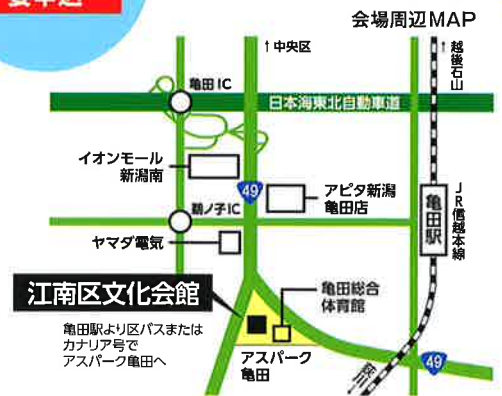 会場周辺MAP
↑中央区
↑越後石山
亀田IC
日本海東北自動車道
イオンモール
新潟南
49
アピタ新潟
亀田店
鵜ノ子IC
ヤマダ電気
亀田駅
JR信越本線
江南区文化会館
亀田駅より区バスまたは
カナリア号で
アスパーク亀田へ
亀田総合
体育館
アスパーク
亀田
49